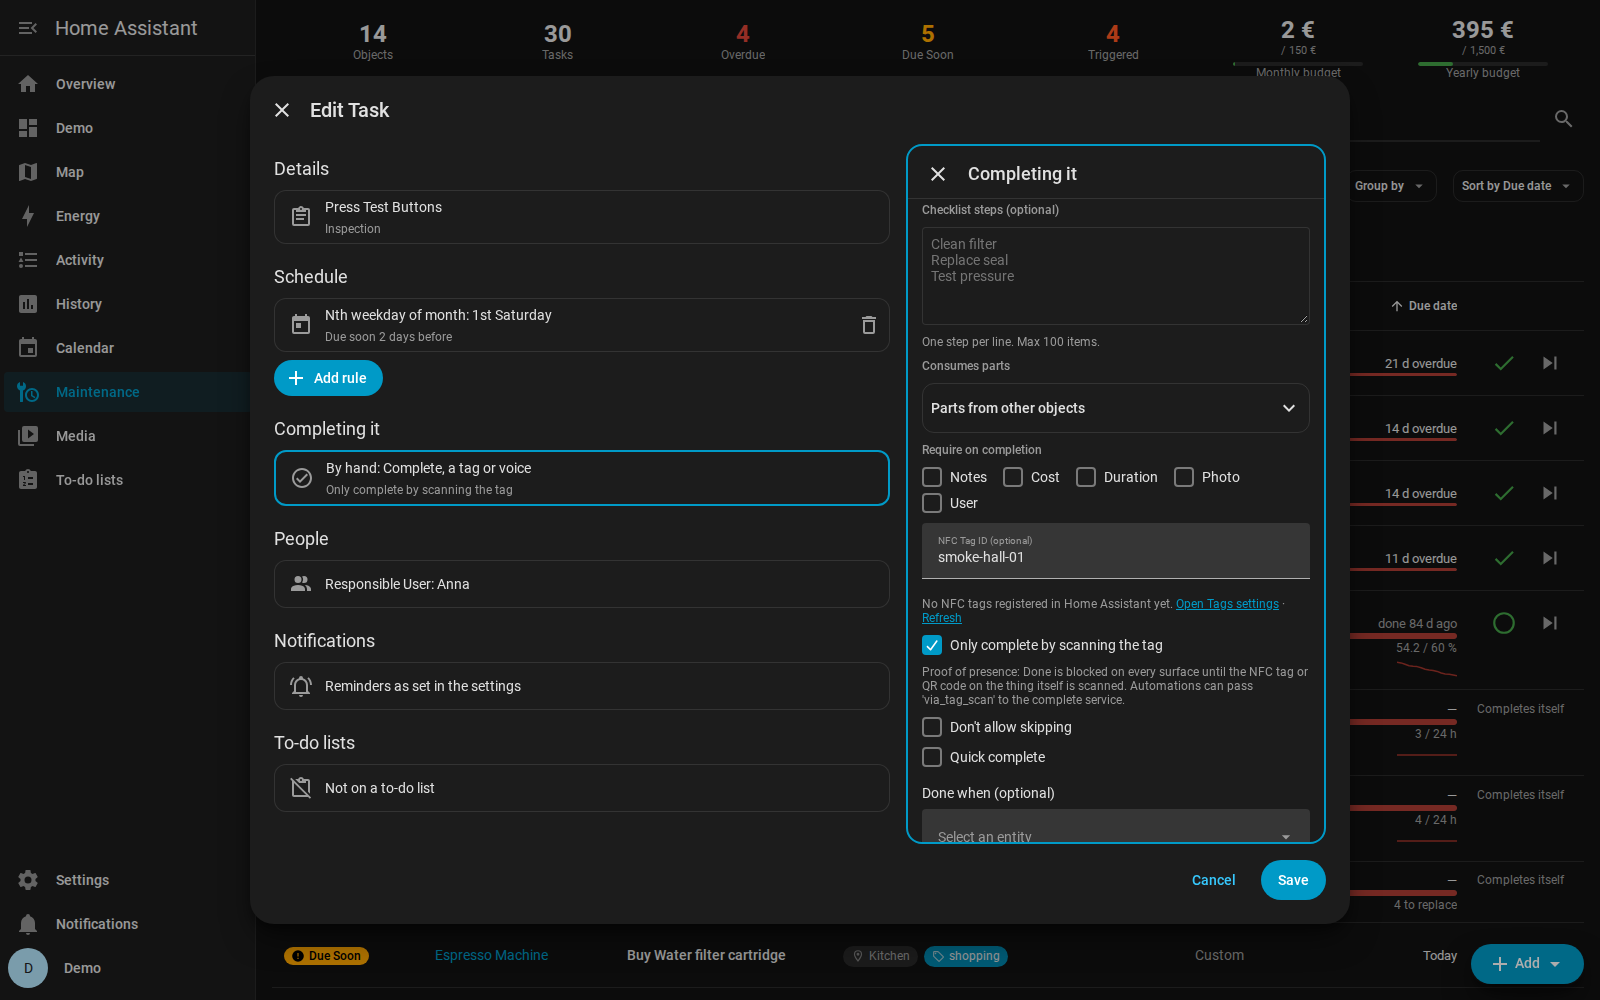 Home Assistant
Overview
Demo
Map
Energy
Activity
History
Calendar
Maintenance
Media
To-do lists
Settings
Notifications
D
Demo
14
Objects
30
Tasks
4
Overdue
5
Due Soon
4
Triggered
2 €
/ 150 €
Monthly budget
395 €
/ 1,500 €
Yearly budget
Group by
Sort by Due date
Due date
21 d overdue
14 d overdue
14 d overdue
11 d overdue
done 84 d ago
54.2 / 60 %
—
Completes itself
3 / 24 h
—
Completes itself
4 / 24 h
—
Completes itself
4 to replace
Due Soon
Espresso Machine
Buy Water filter cartridge
Kitchen
shopping
Custom
Today
Add
Edit Task
Details
Press Test Buttons
Inspection
Schedule
Nth weekday of month: 1st Saturday
Due soon 2 days before
Add rule
Completing it
By hand: Complete, a tag or voice
Only complete by scanning the tag
People
Responsible User: Anna
Notifications
Reminders as set in the settings
To-do lists
Not on a to-do list
Completing it
Checklist steps (optional)
Clean filter
Replace seal
Test pressure
One step per line. Max 100 items.
Consumes parts
Parts from other objects
Require on completion
Notes
Cost
Duration
Photo
User
NFC Tag ID (optional)
smoke-hall-01
No NFC tags registered in Home Assistant yet. Open Tags settings ·
Refresh
Only complete by scanning the tag
Proof of presence: Done is blocked on every surface until the NFC tag or
QR code on the thing itself is scanned. Automations can pass
'via_tag_scan' to the complete service.
Don't allow skipping
Quick complete
Done when (optional)
Select an entity
Cancel
Save